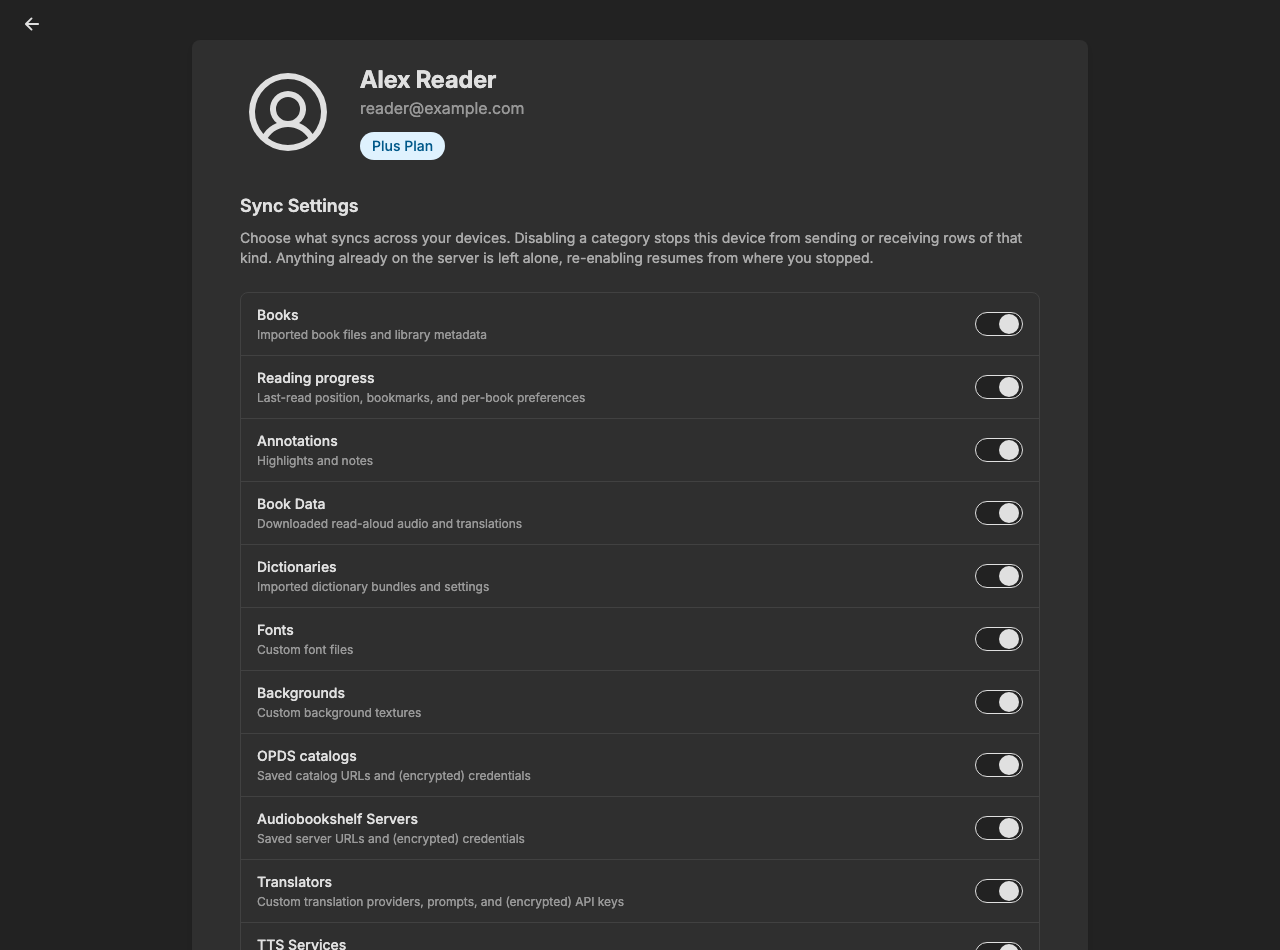 Alex Reader
reader@example.com
Plus Plan
Sync Settings
Choose what syncs across your devices. Disabling a category stops this device from sending or receiving rows of that
kind. Anything already on the server is left alone, re-enabling resumes from where you stopped.
Books
Imported book files and library metadata
Reading progress
Last-read position, bookmarks, and per-book preferences
Annotations
Highlights and notes
Book Data
Downloaded read-aloud audio and translations
Dictionaries
Imported dictionary bundles and settings
Fonts
Custom font files
Backgrounds
Custom background textures
OPDS catalogs
Saved catalog URLs and (encrypted) credentials
Audiobookshelf Servers
Saved server URLs and (encrypted) credentials
Translators
Custom translation providers, prompts, and (encrypted) API keys
TTS Services